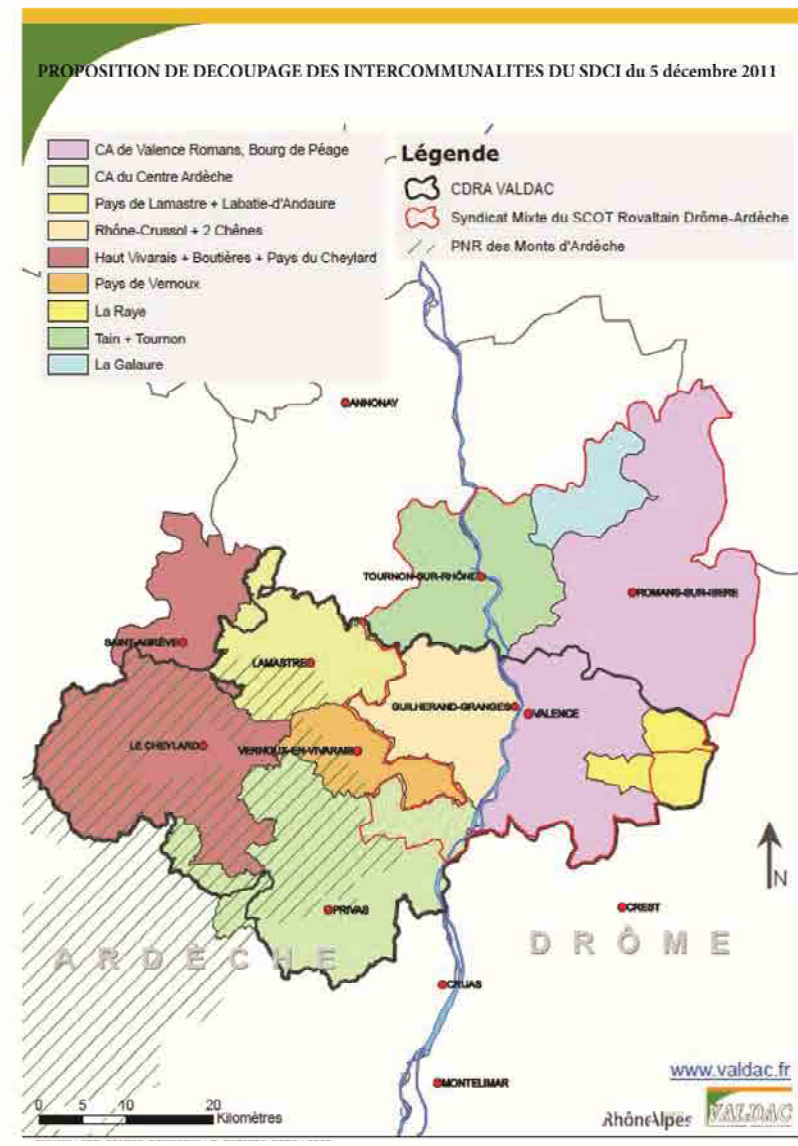 PROPOSITION DE DECOUPAGE DES INTERCOMMUNALITES DU SDCI du 5 décembre 2011
CA de Valence Romans, Bourg de Péage
CA du Centre Ardèche
Pays de Lamastre + Labatie-d'Andaure
Rhône-Crussol + 2 Chênes
Haut Vivarais + Boutières + Pays du Cheylard
Pays de Vernoux
La Raye
Tain + Tournon
La Galaure
Légende
CDRA VALDAC
Syndicat Mixte du SCOT Rovaltain Drôme-Ardèche
PNR des Monts d'Ardèche
ANNONAY
TOURNON-SUR-RHÔNE
ROMANS-SUR-ISERE
SAINT-AGRÈVE
LAMASTRE
GUILHERAND-GRANGES
VALENCE
LE CHEYLARD
VERNOUX-EN-VIVARAIS
N
PRIVAS
CREST
ARDÈCHE
DRÔME
CRUAS
MONTELIMAR
www.valdac.fr
0 5 10 20
Kilomètres
RhôneAlpes
VALDAC